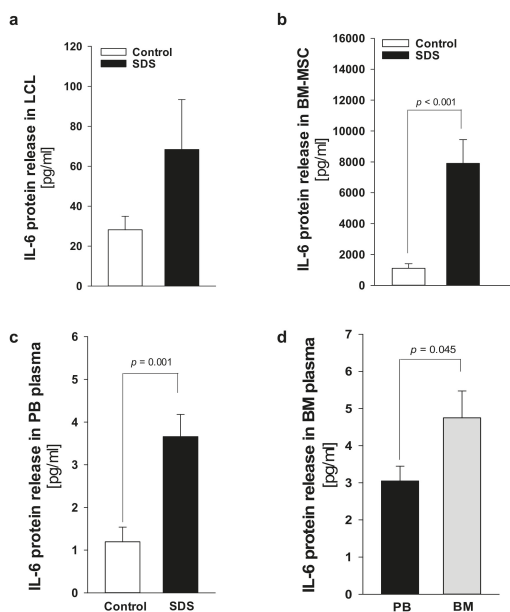 a
IL-6 protein release in LCL
[pg/ml]
120
100
80
60
40
20
0
Control
SDS
b
IL-6 protein release in BM-MSC
[pg/ml]
16000
14000
12000
10000
8000
6000
4000
2000
0
Control
SDS
p < 0.001
c
IL-6 protein release in PB plasma
[pg/ml]
6
5
4
3
2
1
0
p = 0.001
Control SDS
d
IL-6 protein release in BM plasma
[pg/ml]
7
6
5
4
3
2
1
0
p = 0.045
PB BM